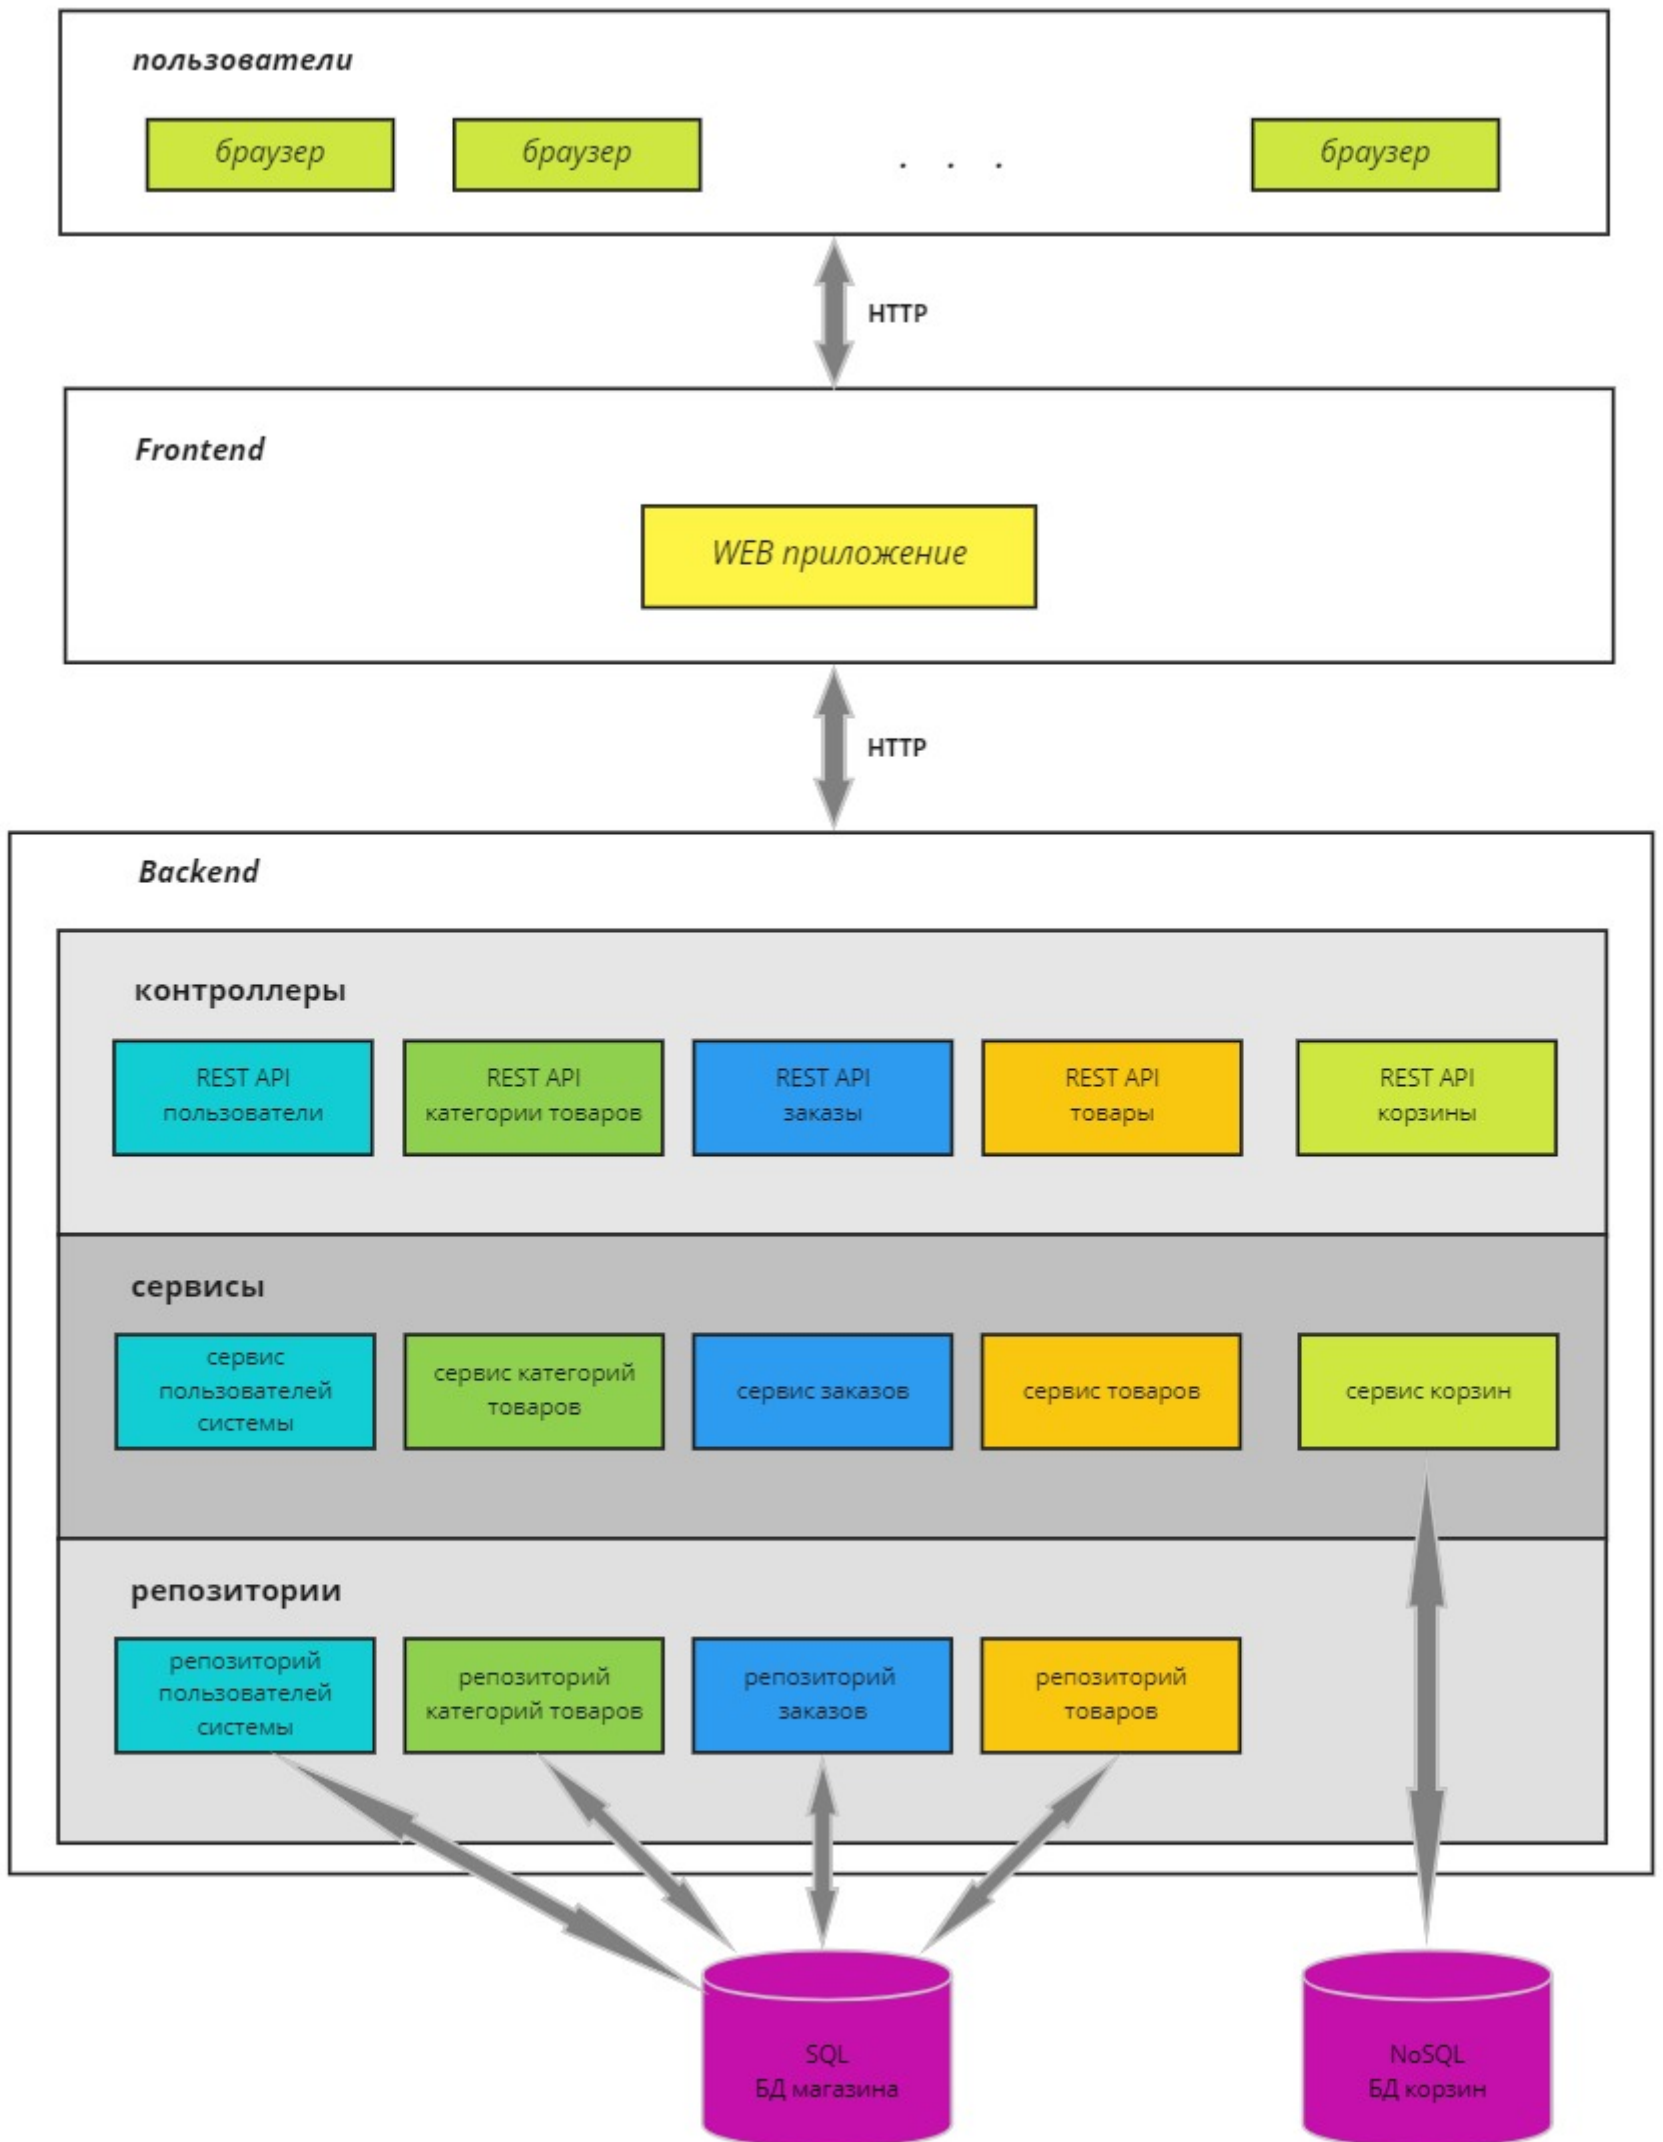 пользователи
браузер
браузер
. . .
браузер
HTTP
Frontend
WEB приложение
HTTP
Backend
контроллеры
REST API
пользователи
REST API
категории товаров
REST API
заказы
REST API
товары
REST API
корзины
сервисы
сервис
пользователей
системы
сервис категорий
товаров
сервис заказов
сервис товаров
сервис корзин
репозитории
репозиторий
пользователей
системы
репозиторий
категорий товаров
репозиторий
заказов
репозиторий
товаров
SQL
БД магазина
NoSQL
БД корзин